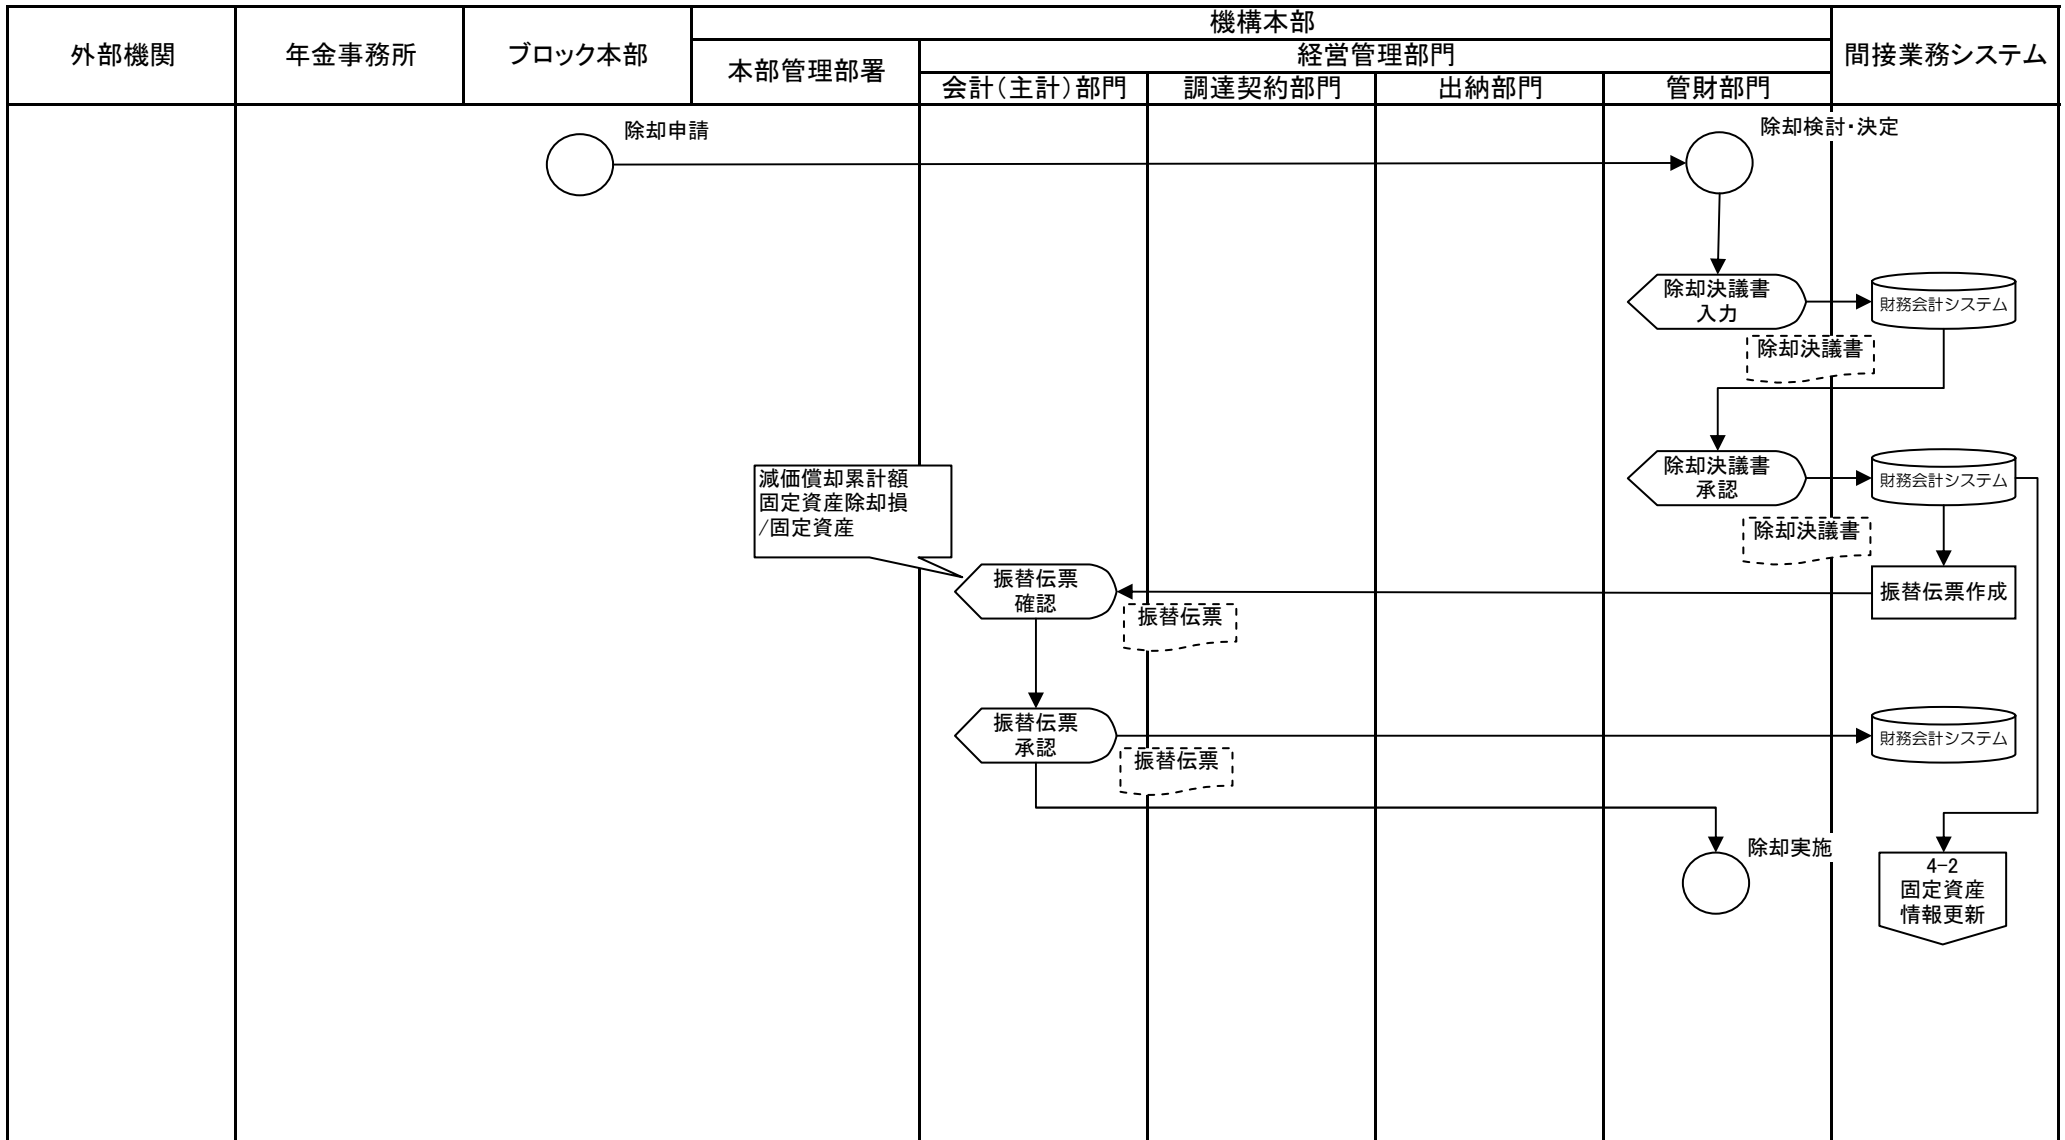 外部機関
年金事務所
ブロック本部
機構本部
本部管理部署
経営管理部門
会計(主計)部門
調達契約部門
出納部門
管財部門
間接業務システム
除却申請
除却検討・決定
除却決議書
入力
財務会計システム
除却決議書
除却決議書
承認
財務会計システム
除却決議書
減価償却累計額
固定資産除却損
/固定資産
振替伝票
確認
振替伝票
振替伝票作成
振替伝票
承認
振替伝票
財務会計システム
除却実施
4-2
固定資産
情報更新